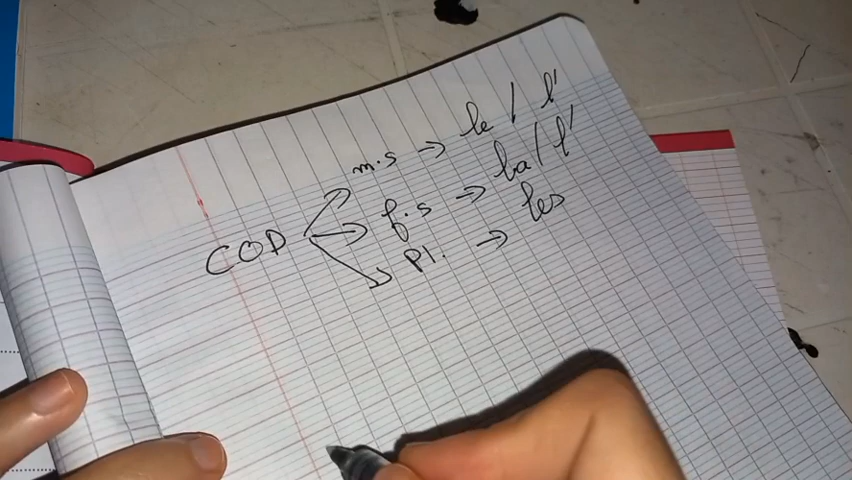 m.s → le / l'
COD f.s → la / l'
Pl. → les